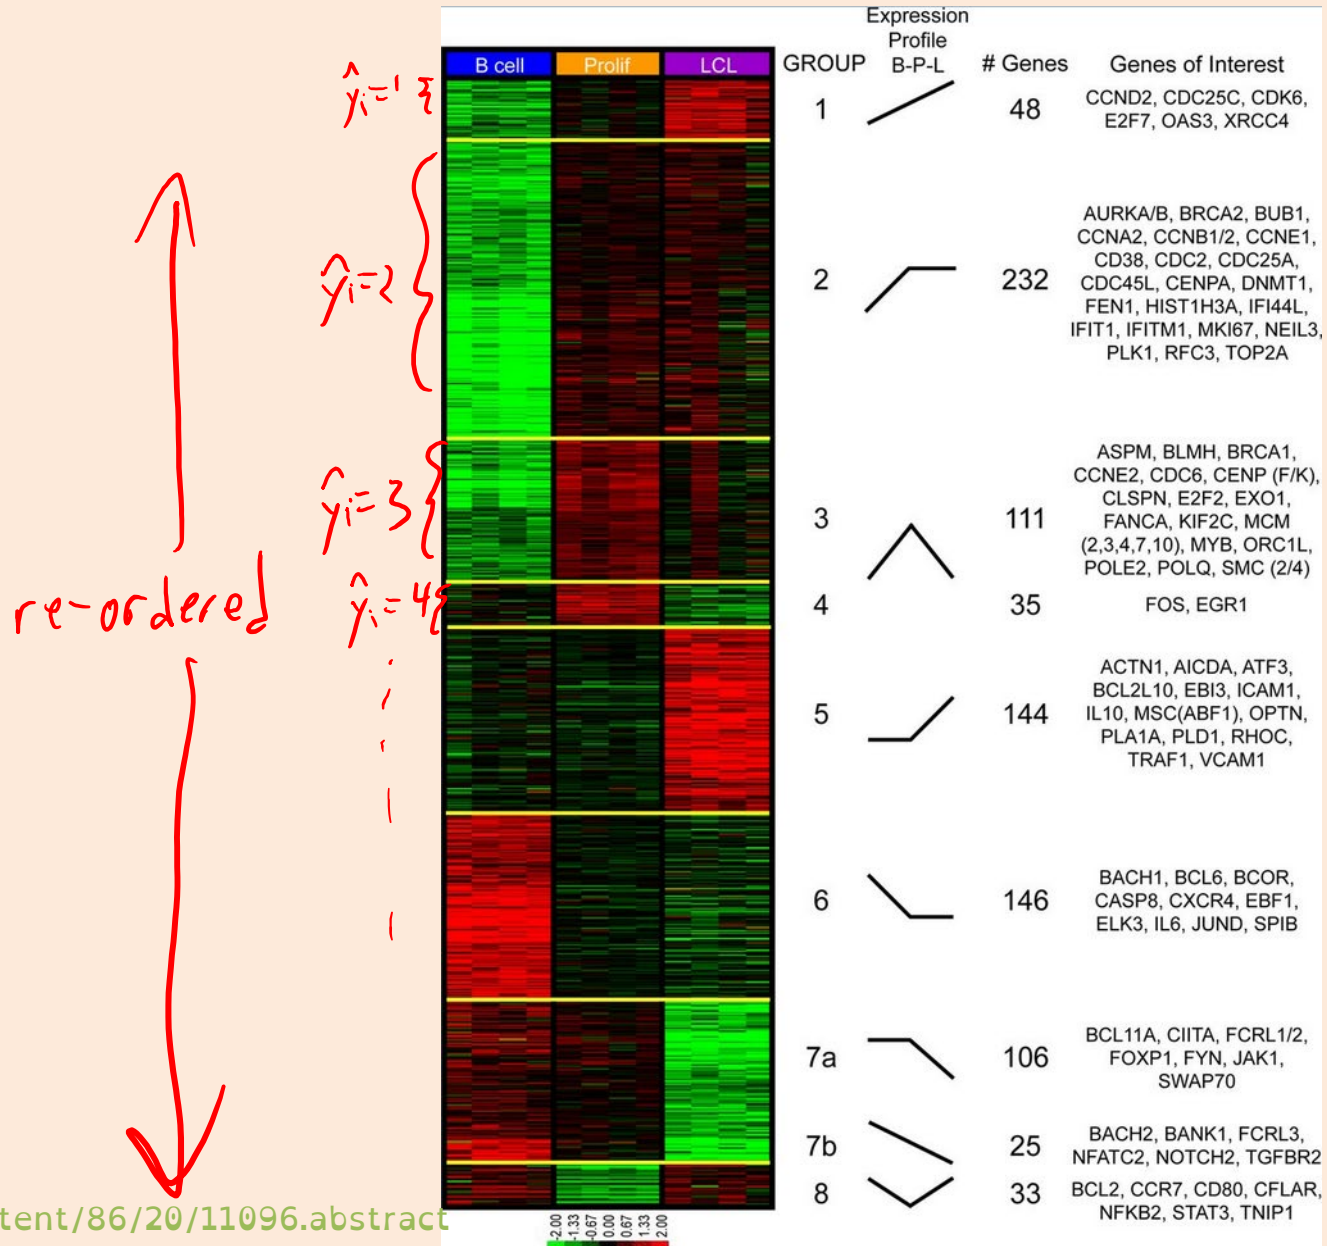 Expression
Profile
B-P-L
B cell Prolif LCL
GROUP # Genes Genes of Interest
ŷi=1
1 48
CCND2, CDC25C, CDK6,
E2F7, OAS3, XRCC4
ŷi=2
2 232
AURKA/B, BRCA2, BUB1,
CCNA2, CCNB1/2, CCNE1,
CD38, CDC2, CDC25A,
CDC45L, CENPA, DNMT1,
FEN1, HIST1H3A, IFI44L,
IFIT1, IFITM1, MKI67, NEIL3,
PLK1, RFC3, TOP2A
ŷi=3
3 111
ASPM, BLMH, BRCA1,
CCNE2, CDC6, CENP (F/K),
CLSPN, E2F2, EXO1,
FANCA, KIF2C, MCM
(2,3,4,7,10), MYB, ORC1L,
POLE2, POLQ, SMC (2/4)
re-ordered
ŷi=4
4 35 FOS, EGR1
5 144
ACTN1, AICDA, ATF3,
BCL2L10, EBI3, ICAM1,
IL10, MSC(ABF1), OPTN,
PLA1A, PLD1, RHOC,
TRAF1, VCAM1
6 146
BACH1, BCL6, BCOR,
CASP8, CXCR4, EBF1,
ELK3, IL6, JUND, SPIB
7a 106
BCL11A, CIITA, FCRL1/2,
FOXP1, FYN, JAK1,
SWAP70
7b 25
BACH2, BANK1, FCRL3,
NFATC2, NOTCH2, TGFBR2
8 33
BCL2, CCR7, CD80, CFLAR,
NFKB2, STAT3, TNIP1
tent/86/20/11096.abstract
-2.00
-1.33
-0.67
0.00
0.67
1.33
2.00